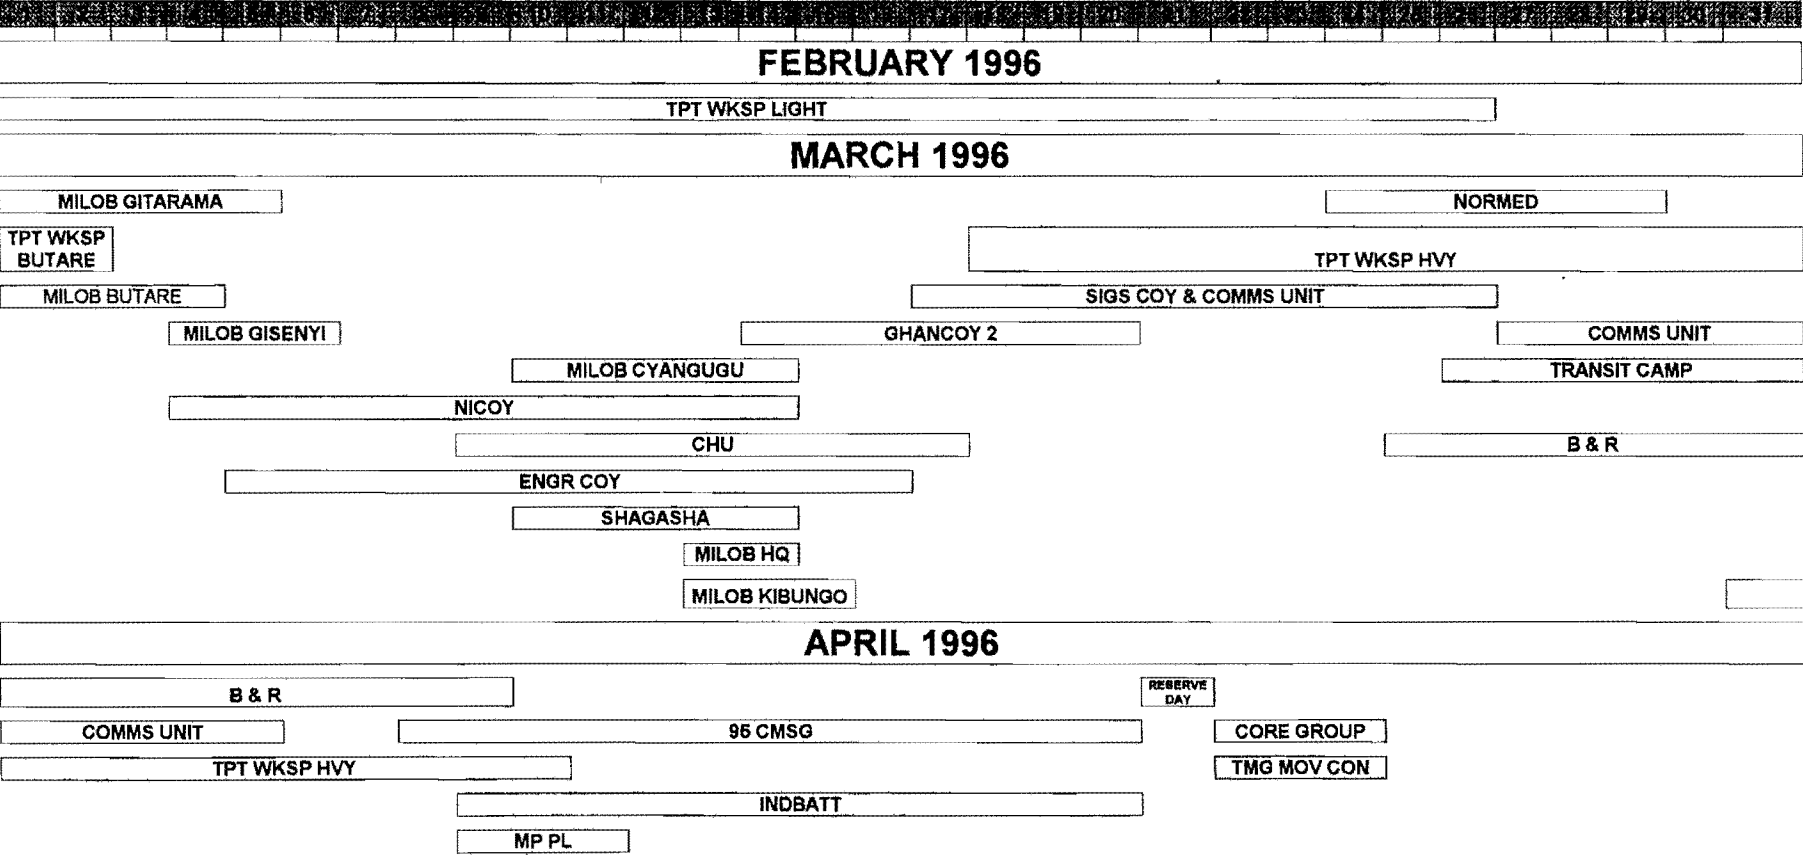 FEBRUARY 1996
TPT WKSP LIGHT
MARCH 1996
MILOB GITARAMA
NORMED
TPT WKSP
BUTARE
TPT WKSP HVY
MILOB BUTARE
SIGS COY & COMMS UNIT
MILOB GISENYI
GHANCOY 2
COMMS UNIT
MILOB CYANGUGU
TRANSIT CAMP
NICOY
CHU
B & R
ENGR COY
SHAGASHA
MILOB HQ
MILOB KIBUNGO
APRIL 1996
B & R
RESERVE
DAY
COMMS UNIT
95 CMSG
CORE GROUP
TPT WKSP HVY
TMG MOV CON
INDBATT
MP PL